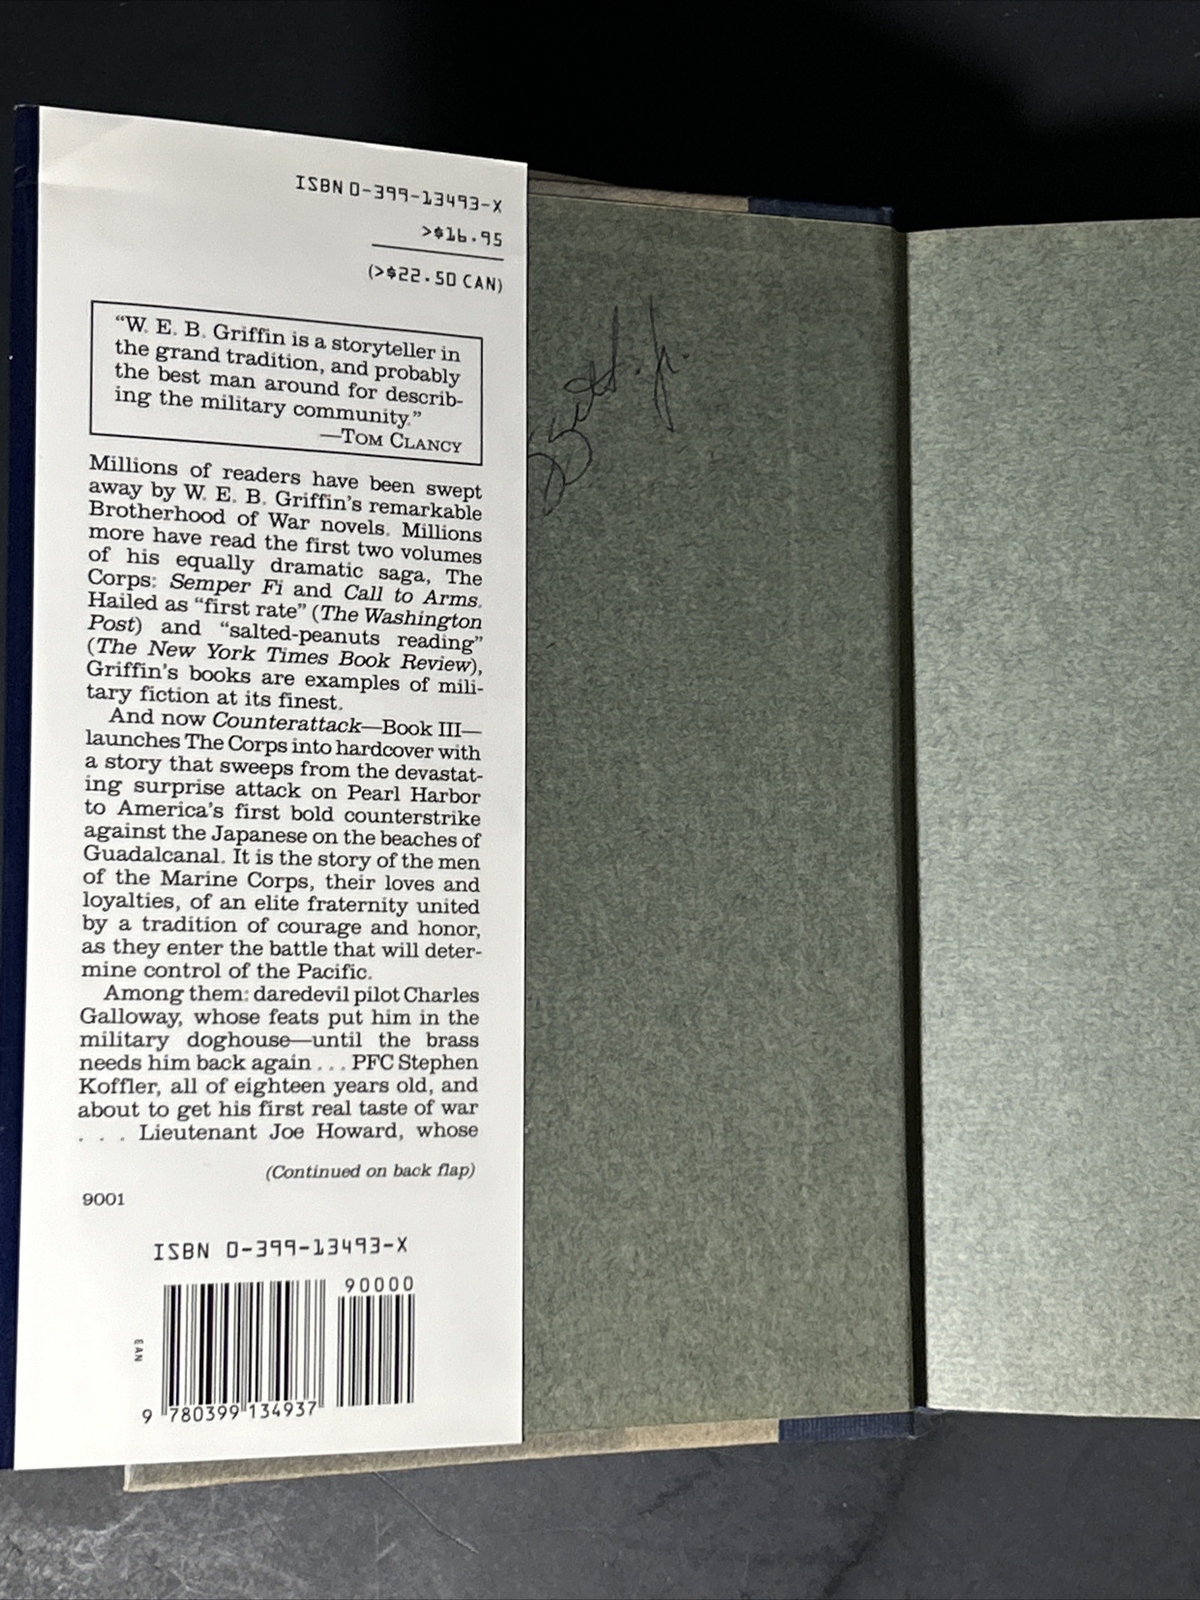 ISBN 0-399-13493-X
>$16.95
(>$22.50 CAN)
“W. E. B. Griffin is a storyteller in
the grand tradition, and probably
the best man around for describ-
ing the military community.”
—TOM CLANCY
Millions of readers have been swept
away by W. E. B. Griffin’s remarkable
Brotherhood of War novels. Millions
more have read the first two volumes
of his equally dramatic saga, The
Corps: Semper Fi and Call to Arms.
Hailed as “first rate” (The Washington
Post) and “salted-peanuts reading”
(The New York Times Book Review),
Griffin’s books are examples of mili-
tary fiction at its finest.
And now Counterattack—Book III—
launches The Corps into hardcover with
a story that sweeps from the devastat-
ing surprise attack on Pearl Harbor
to America’s first bold counterstrike
against the Japanese on the beaches of
Guadalcanal. It is the story of the men
of the Marine Corps, their loves and
loyalties, of an elite fraternity united
by a tradition of courage and honor,
as they enter the battle that will deter-
mine control of the Pacific.
Among them: daredevil pilot Charles
Galloway, whose feats put him in the
military doghouse—until the brass
needs him back again . . . PFC Stephen
Koffler, all of eighteen years old, and
about to get his first real taste of war
. . . Lieutenant Joe Howard, whose
(Continued on back flap)
9001
ISBN 0-399-13493-X
90000
EAN
9 780399 134937
Jr.